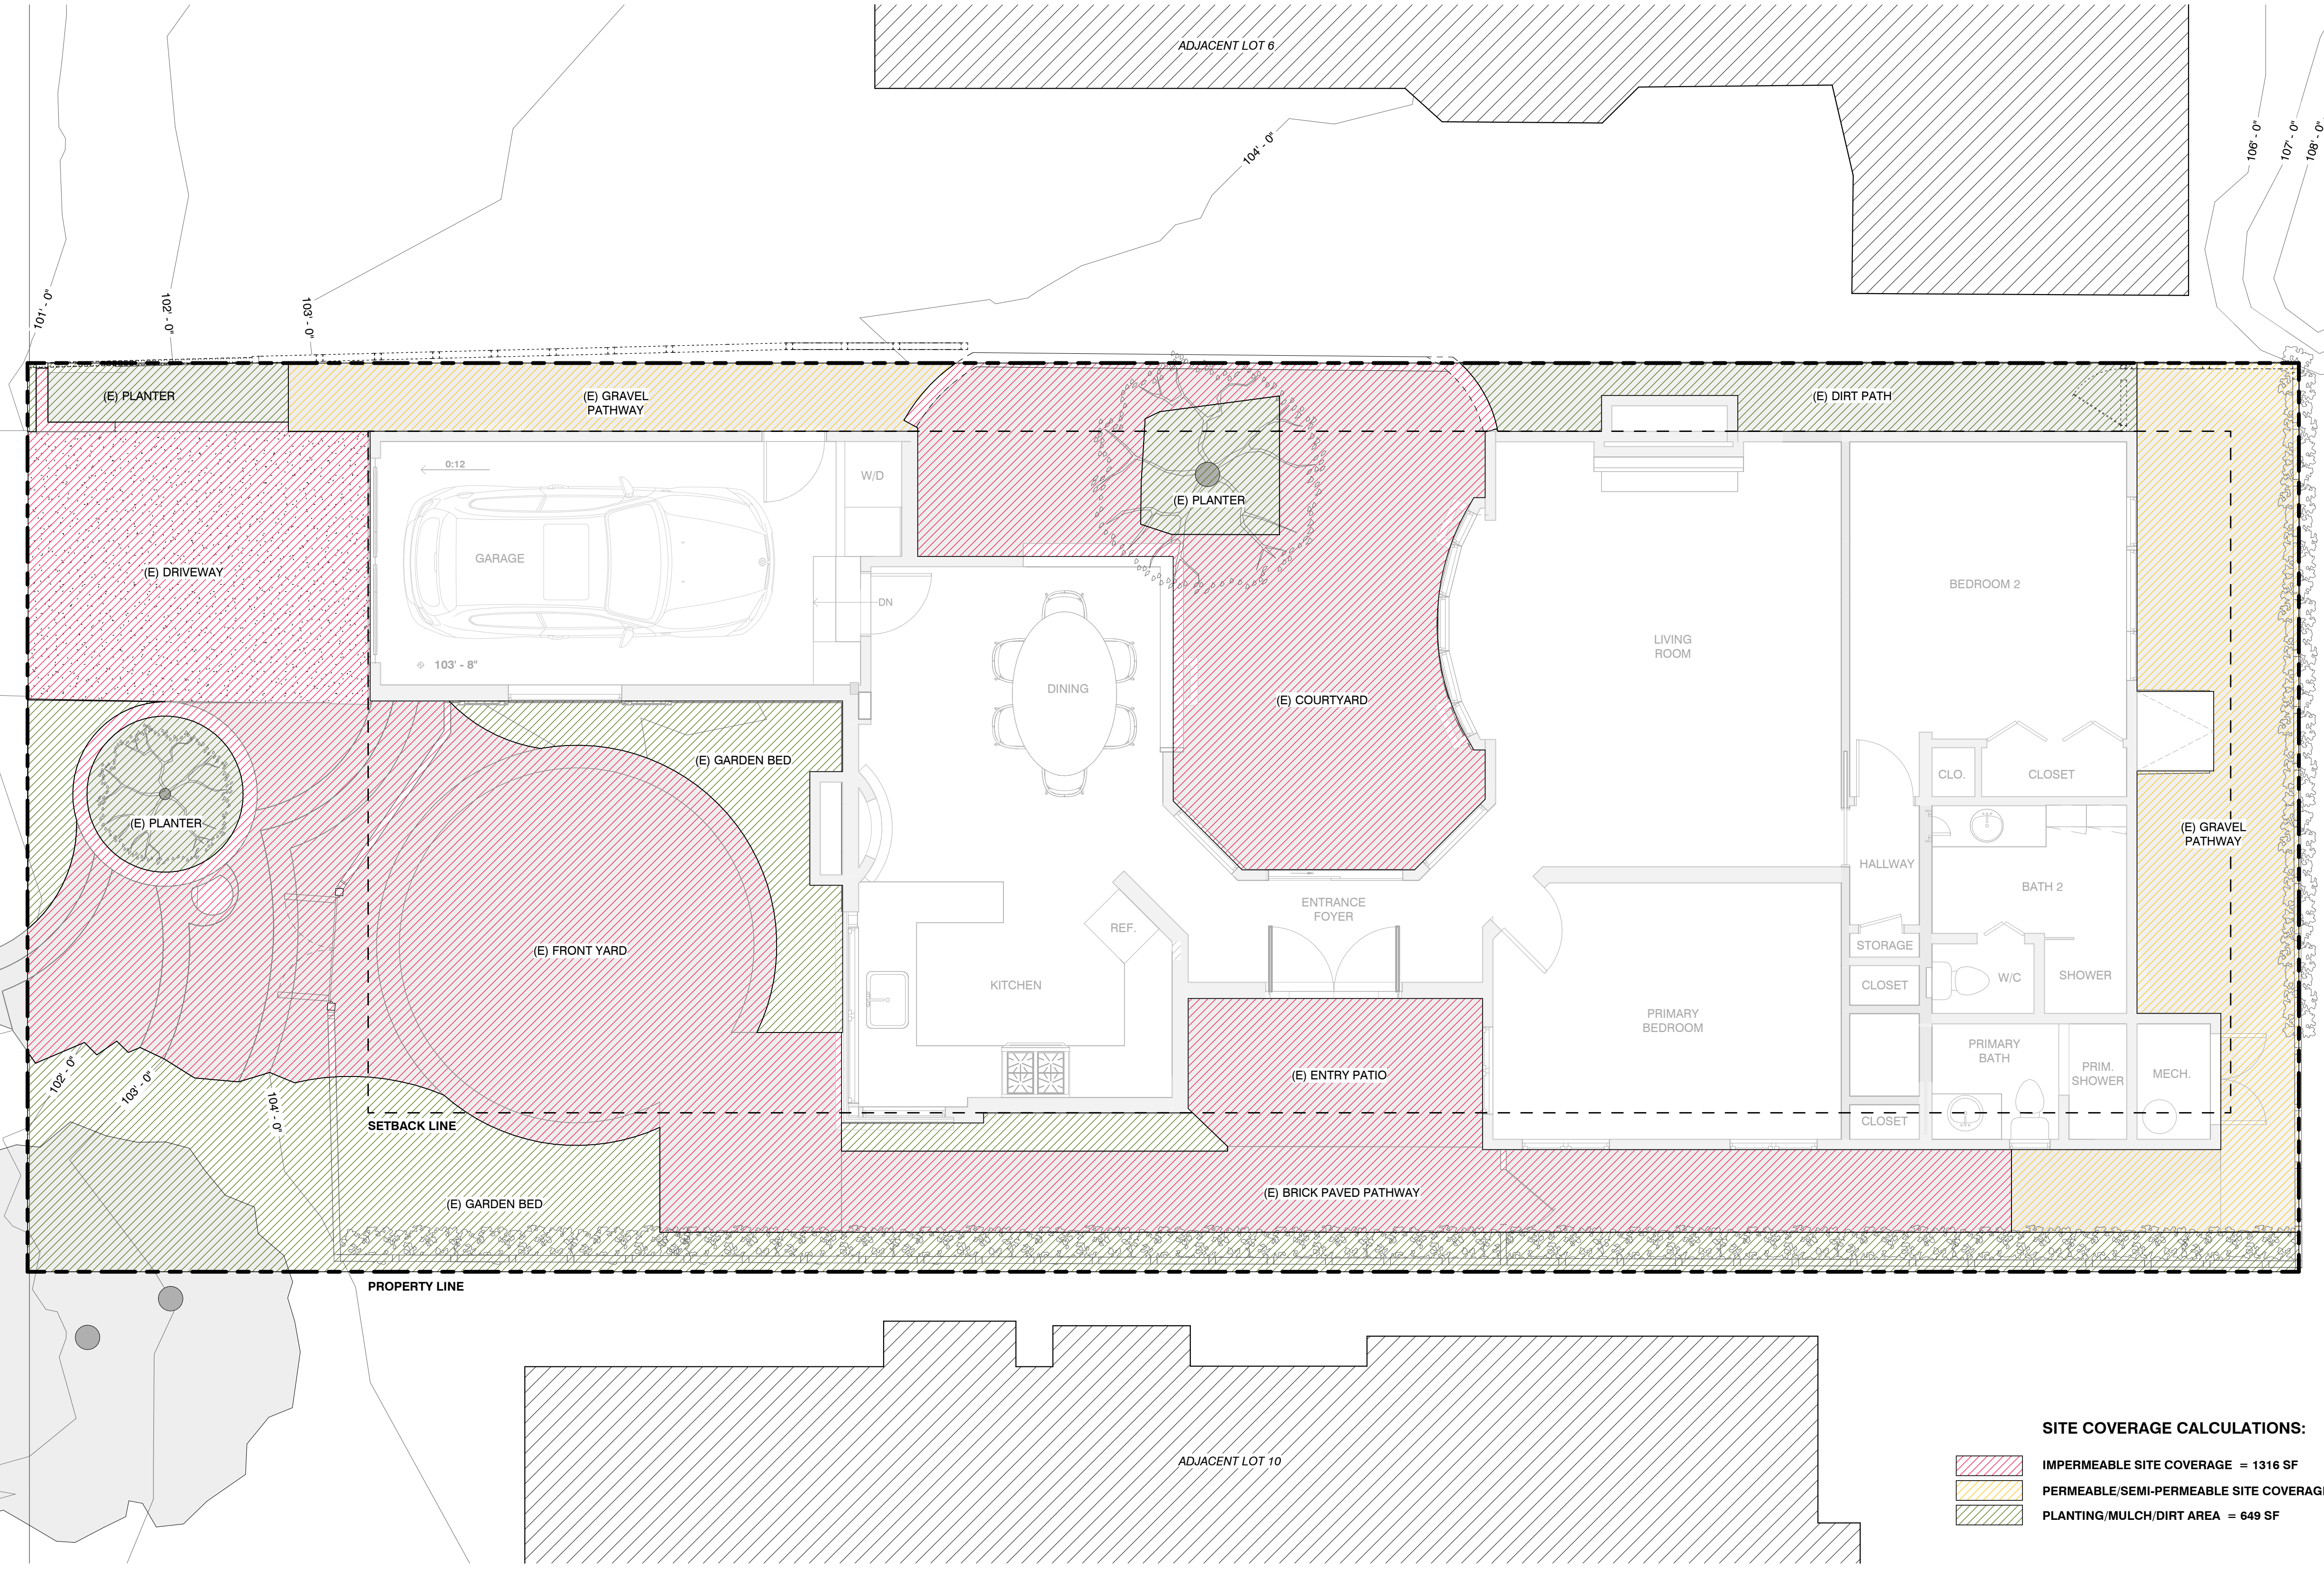 ADJACENT LOT 6
104' - 0"
106' - 0"
107' - 0"
108' - 0"
101' - 0"
102' - 0"
103' - 0"
(E) PLANTER
(E) GRAVEL
PATHWAY
(E) DIRT PATH
0:12
W/D
(E) PLANTER
GARAGE
(E) DRIVEWAY
BEDROOM 2
DN
LIVING
ROOM
103' - 8"
DINING
(E) COURTYARD
(E) GARDEN BED
CLO.
CLOSET
(E) PLANTER
(E) GRAVEL
PATHWAY
HALLWAY
BATH 2
ENTRANCE
FOYER
REF.
(E) FRONT YARD
STORAGE
W/C
SHOWER
KITCHEN
CLOSET
PRIMARY
BEDROOM
PRIMARY
BATH
102' - 0"
103' - 0"
104' - 0"
(E) ENTRY PATIO
PRIM.
SHOWER
MECH.
SETBACK LINE
CLOSET
(E) GARDEN BED
(E) BRICK PAVED PATHWAY
PROPERTY LINE
ADJACENT LOT 10
SITE COVERAGE CALCULATIONS:
IMPERMEABLE SITE COVERAGE = 1316 SF
PERMEABLE/SEMI-PERMEABLE SITE COVERAGE
PLANTING/MULCH/DIRT AREA = 649 SF